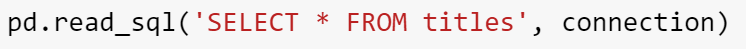 pd.read_sql('SELECT * FROM titles', connection)